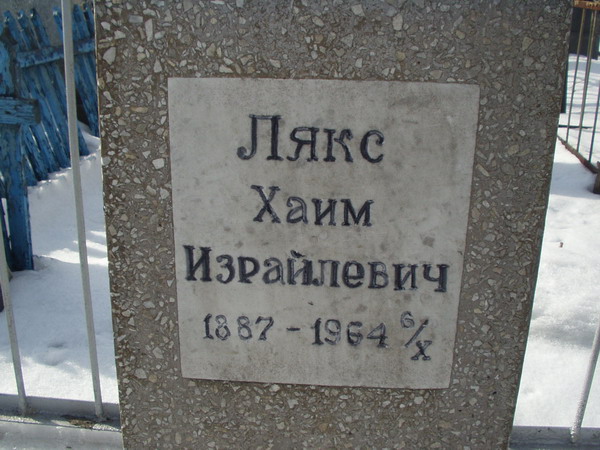 Лякс
Хаим
Израйлевич
1887 - 1964 6/X